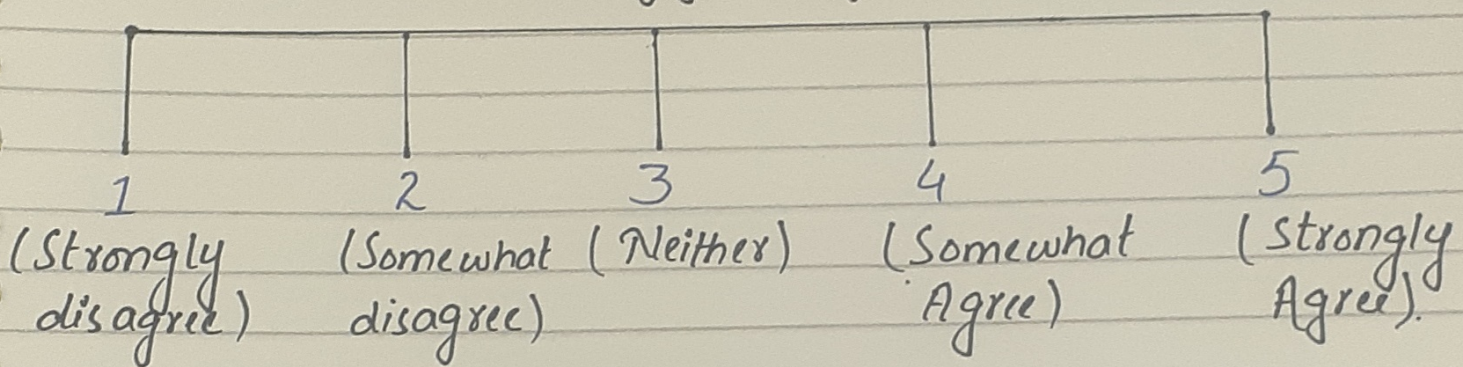 1 2 3 4 5
(Strongly (Somewhat (Neither) (Somewhat (Strongly
disagree) disagree) Agree) Agree).